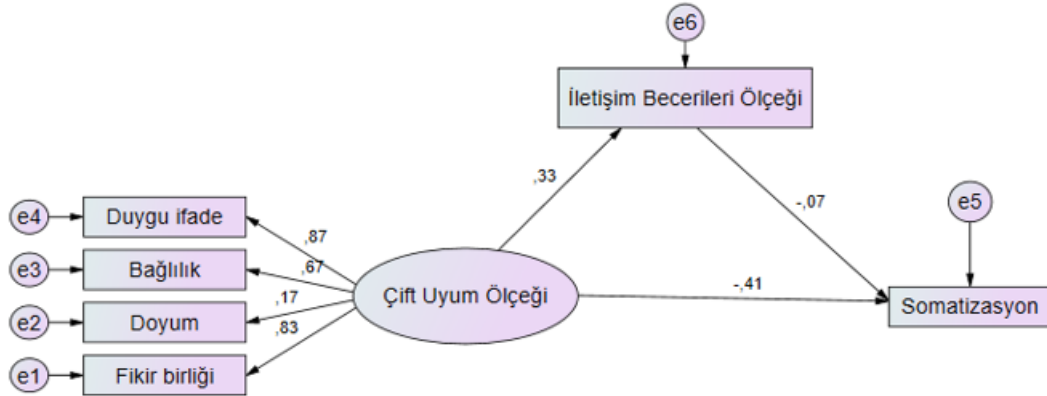 e6
İletişim Becerileri Ölçeği
,33
-,07
e5
e4
Duygu ifade
,87
e3
Bağlılık
,67
Çift Uyum Ölçeği
-,41
Somatizasyon
e2
Doyum
,17
e1
Fikir birliği
,83